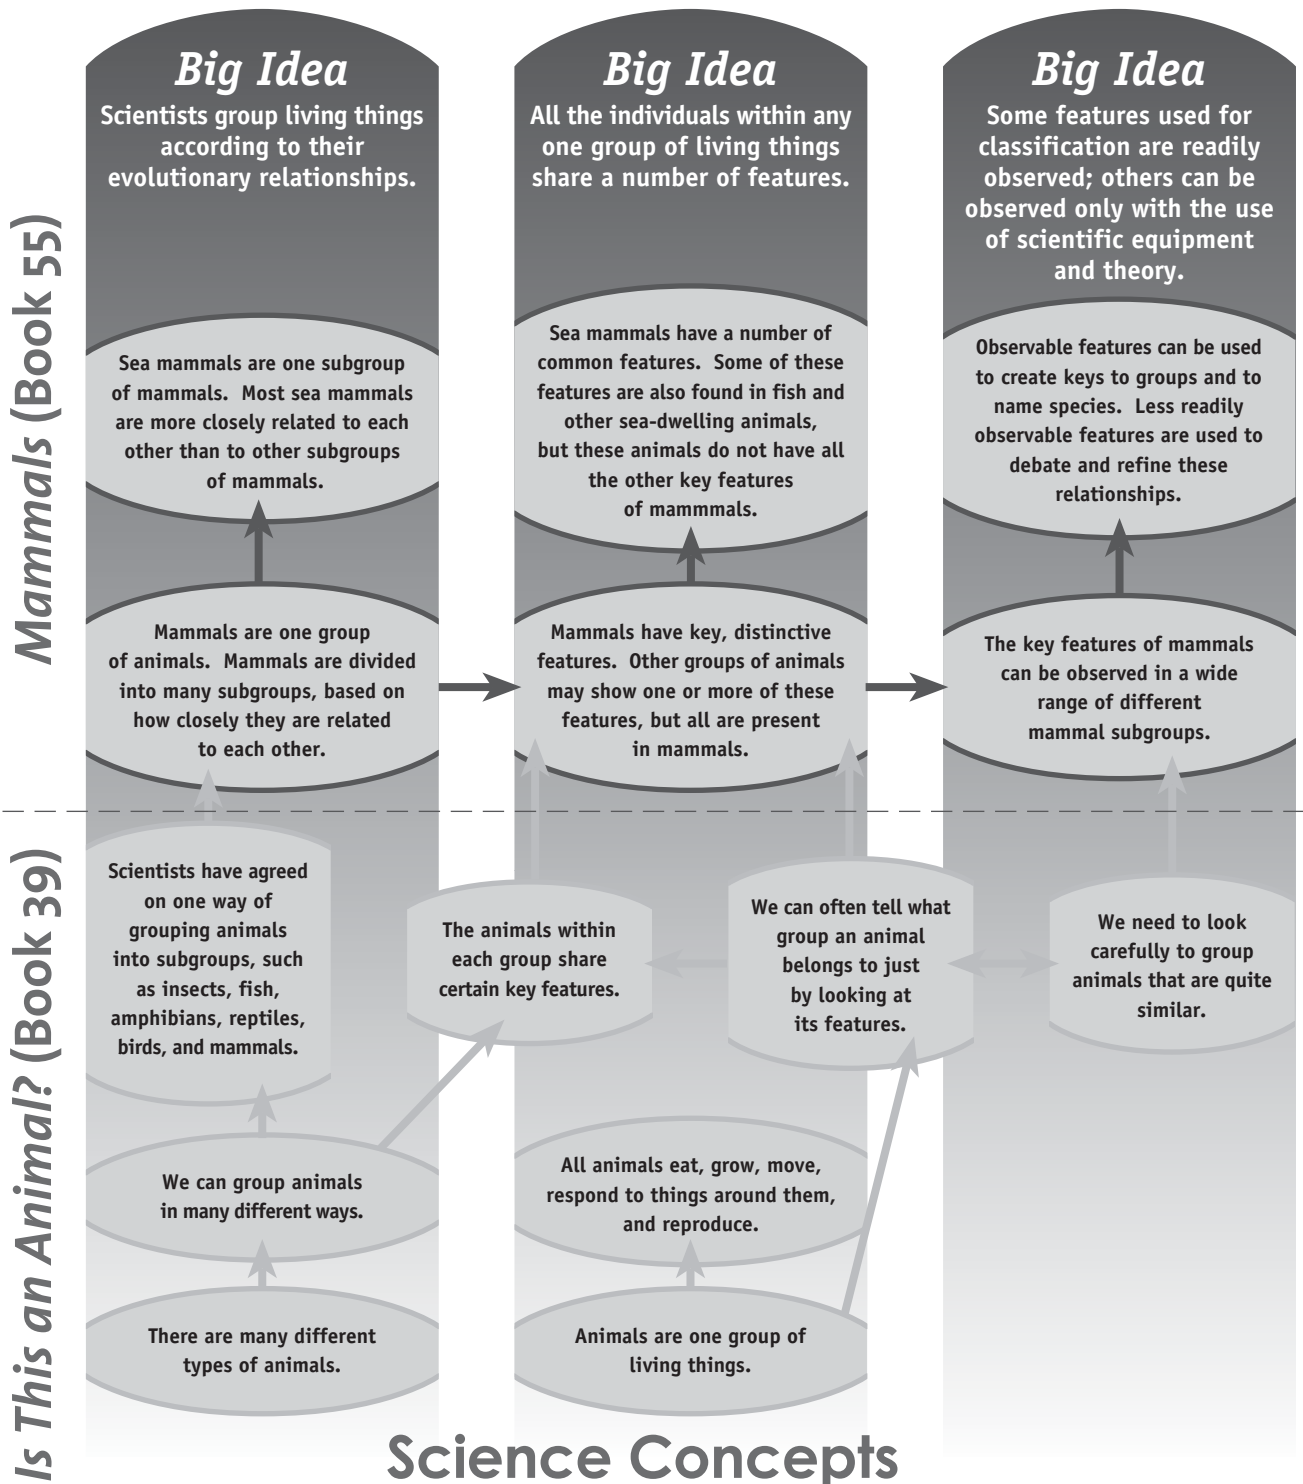 Big Idea
Scientists group living things
according to their
evolutionary relationships.
Big Idea
All the individuals within any
one group of living things
share a number of features.
Big Idea
Some features used for
classification are readily
observed; others can be
observed only with the use
of scientific equipment
and theory.
Mammals (Book 55)
Sea mammals are one subgroup
of mammals. Most sea mammals
are more closely related to each
other than to other subgroups
of mammals.
Sea mammals have a number of
common features. Some of these
features are also found in fish and
other sea-dwelling animals,
but these animals do not have all
the other key features
of mammmals.
Observable features can be used
to create keys to groups and to
name species. Less readily
observable features are used to
debate and refine these
relationships.
Mammals are one group
of animals. Mammals are divided
into many subgroups, based on
how closely they are related
to each other.
Mammals have key, distinctive
features. Other groups of animals
may show one or more of these
features, but all are present
in mammals.
The key features of mammals
can be observed in a wide
range of different
mammal subgroups.
Is This an Animal? (Book 39)
Scientists have agreed
on one way of
grouping animals
into subgroups, such
as insects, fish,
amphibians, reptiles,
birds, and mammals.
The animals within
each group share
certain key features.
We can often tell what
group an animal
belongs to just
by looking at
its features.
We need to look
carefully to group
animals that are quite
similar.
We can group animals
in many different ways.
All animals eat, grow, move,
respond to things around them,
and reproduce.
There are many different
types of animals.
Animals are one group of
living things.
Science Concepts